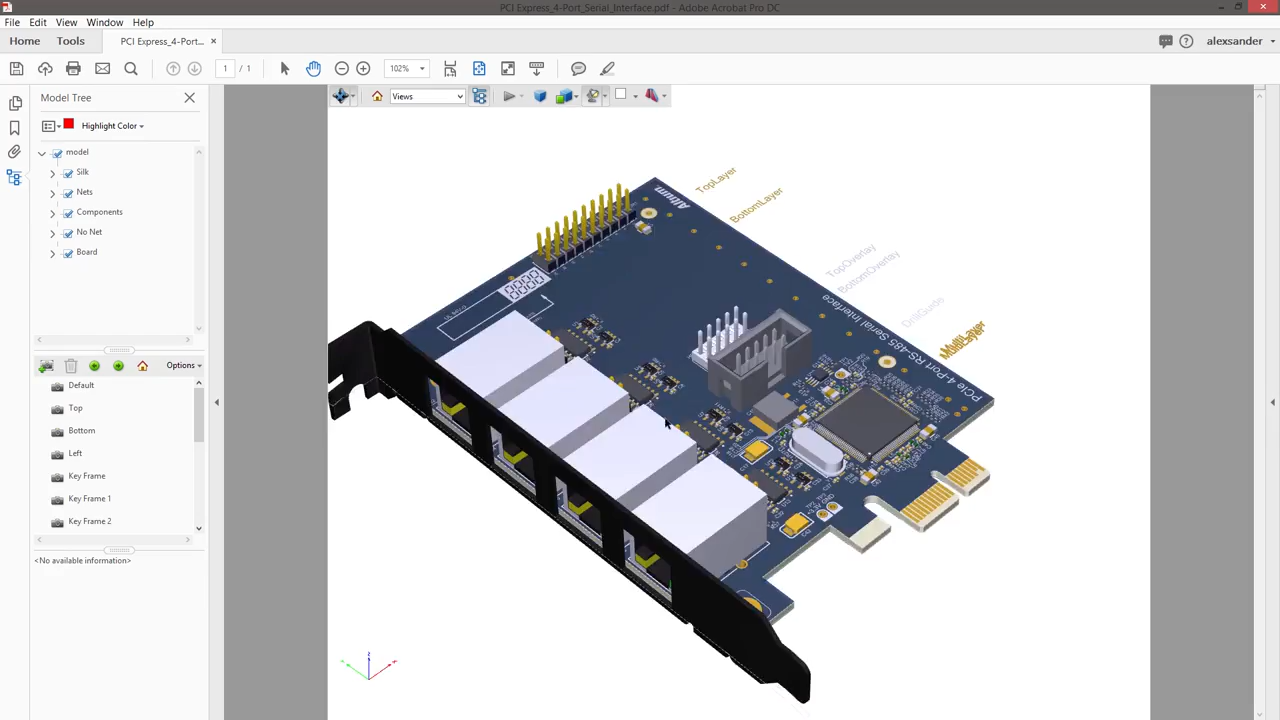 PCI Express_4-Port_Serial_Interface.pdf - Adobe Acrobat Pro DC
File Edit View Window Help
Home Tools PCI Express_4-Port... × alexsander
1 / 1 102%
Model Tree
Views
Highlight Color
model
Silk
Nets
Components
No Net
Board
Options
Default
Top
Bottom
Left
Key Frame
Key Frame 1
Key Frame 2
<No available information>
TopLayer
BottomLayer
Altium
TopOverlay
BottomOverlay
DrillGuide
MultiLayer
PCIe 4-Port RS-485 Serial Interface